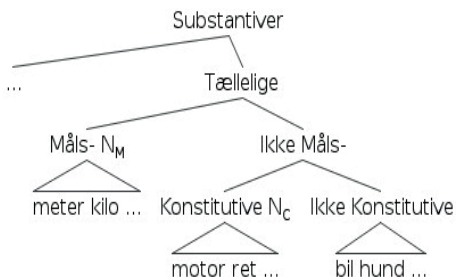 Substantiver
... Tællelige
Måls- N_M Ikke Måls-
meter kilo ... Konstitutive N_C Ikke Konstitutive
motor ret ... bil hund ...